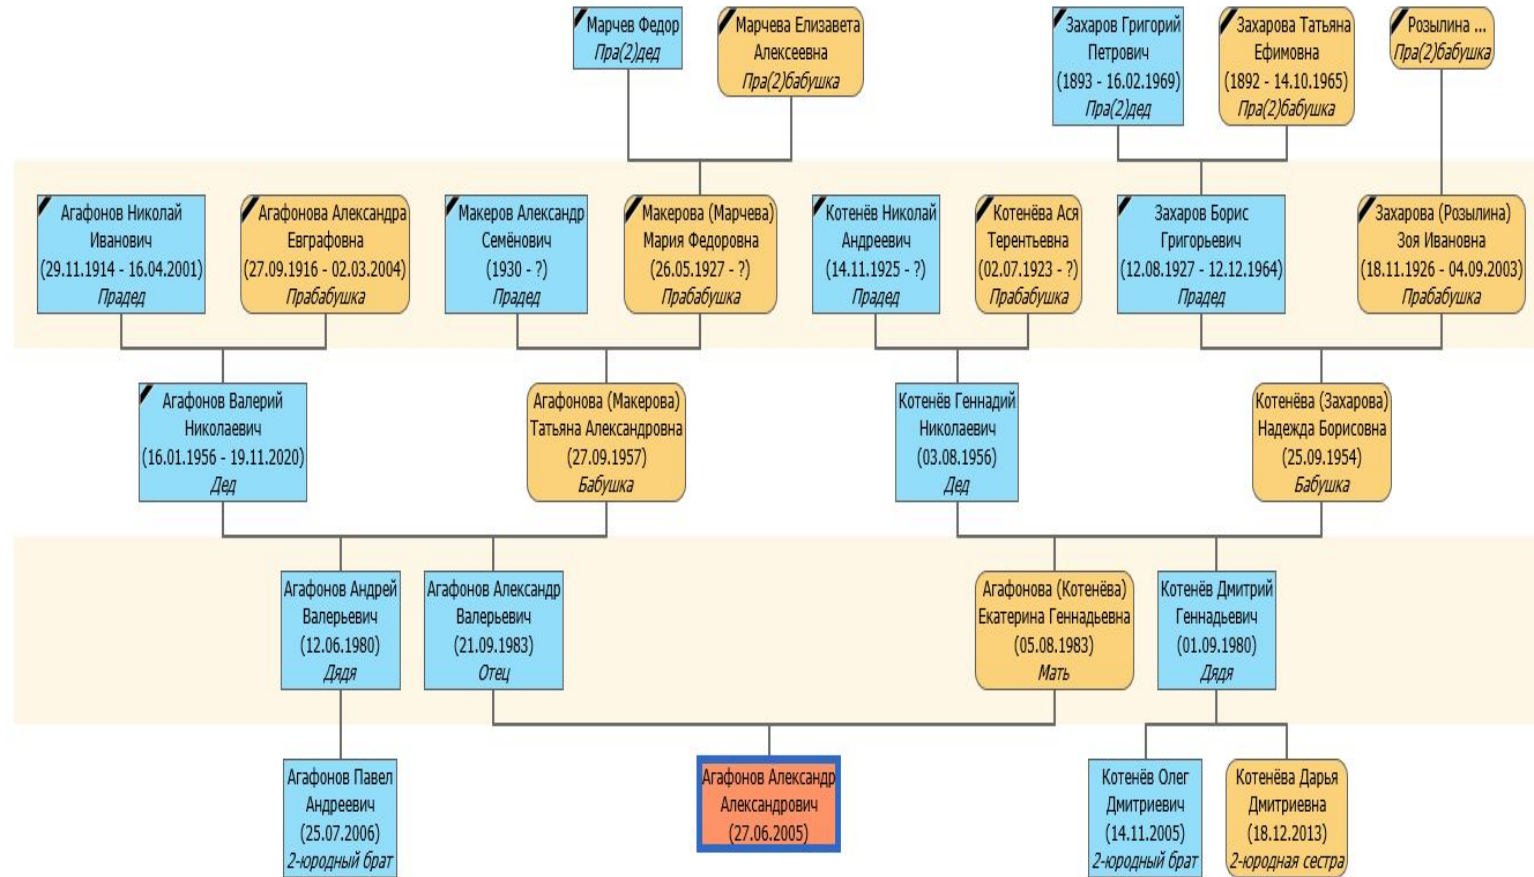 Марчев Федор
Пра(2)дед
Марчева Елизавета
Алексеевна
Пра(2)бабушка
Захаров Григорий
Петрович
(1893 - 16.02.1969)
Пра(2)дед
Захарова Татьяна
Ефимовна
(1892 - 14.10.1965)
Пра(2)бабушка
Розылина ...
Пра(2)бабушка
Агафонов Николай
Иванович
(29.11.1914 - 16.04.2001)
Прадед
Агафонова Александра
Евграфовна
(27.09.1916 - 02.03.2004)
Прабабушка
Макеров Александр
Семёнович
(1930 - ?)
Прадед
Макерова (Марчева)
Мария Федоровна
(26.05.1927 - ?)
Прабабушка
Котенёв Николай
Андреевич
(14.11.1925 - ?)
Прадед
Котенёва Ася
Терентьевна
(02.07.1923 - ?)
Прабабушка
Захаров Борис
Григорьевич
(12.08.1927 - 12.12.1964)
Прадед
Захарова (Розылина)
Зоя Ивановна
(18.11.1926 - 04.09.2003)
Прабабушка
Агафонов Валерий
Николаевич
(16.01.1956 - 19.11.2020)
Дед
Агафонова (Макерова)
Татьяна Александровна
(27.09.1957)
Бабушка
Котенёв Геннадий
Николаевич
(03.08.1956)
Дед
Котенёва (Захарова)
Надежда Борисовна
(25.09.1954)
Бабушка
Агафонов Андрей
Валерьевич
(12.06.1980)
Дядя
Агафонов Александр
Валерьевич
(21.09.1983)
Отец
Агафонова (Котенёва)
Екатерина Геннадьевна
(05.08.1983)
Мать
Котенёв Дмитрий
Геннадьевич
(01.09.1980)
Дядя
Агафонов Павел
Андреевич
(25.07.2006)
2-юродный брат
Агафонов Александр
Александрович
(27.06.2005)
Котенёв Олег
Дмитриевич
(14.11.2005)
2-юродный брат
Котенёва Дарья
Дмитриевна
(18.12.2013)
2-юродная сестра